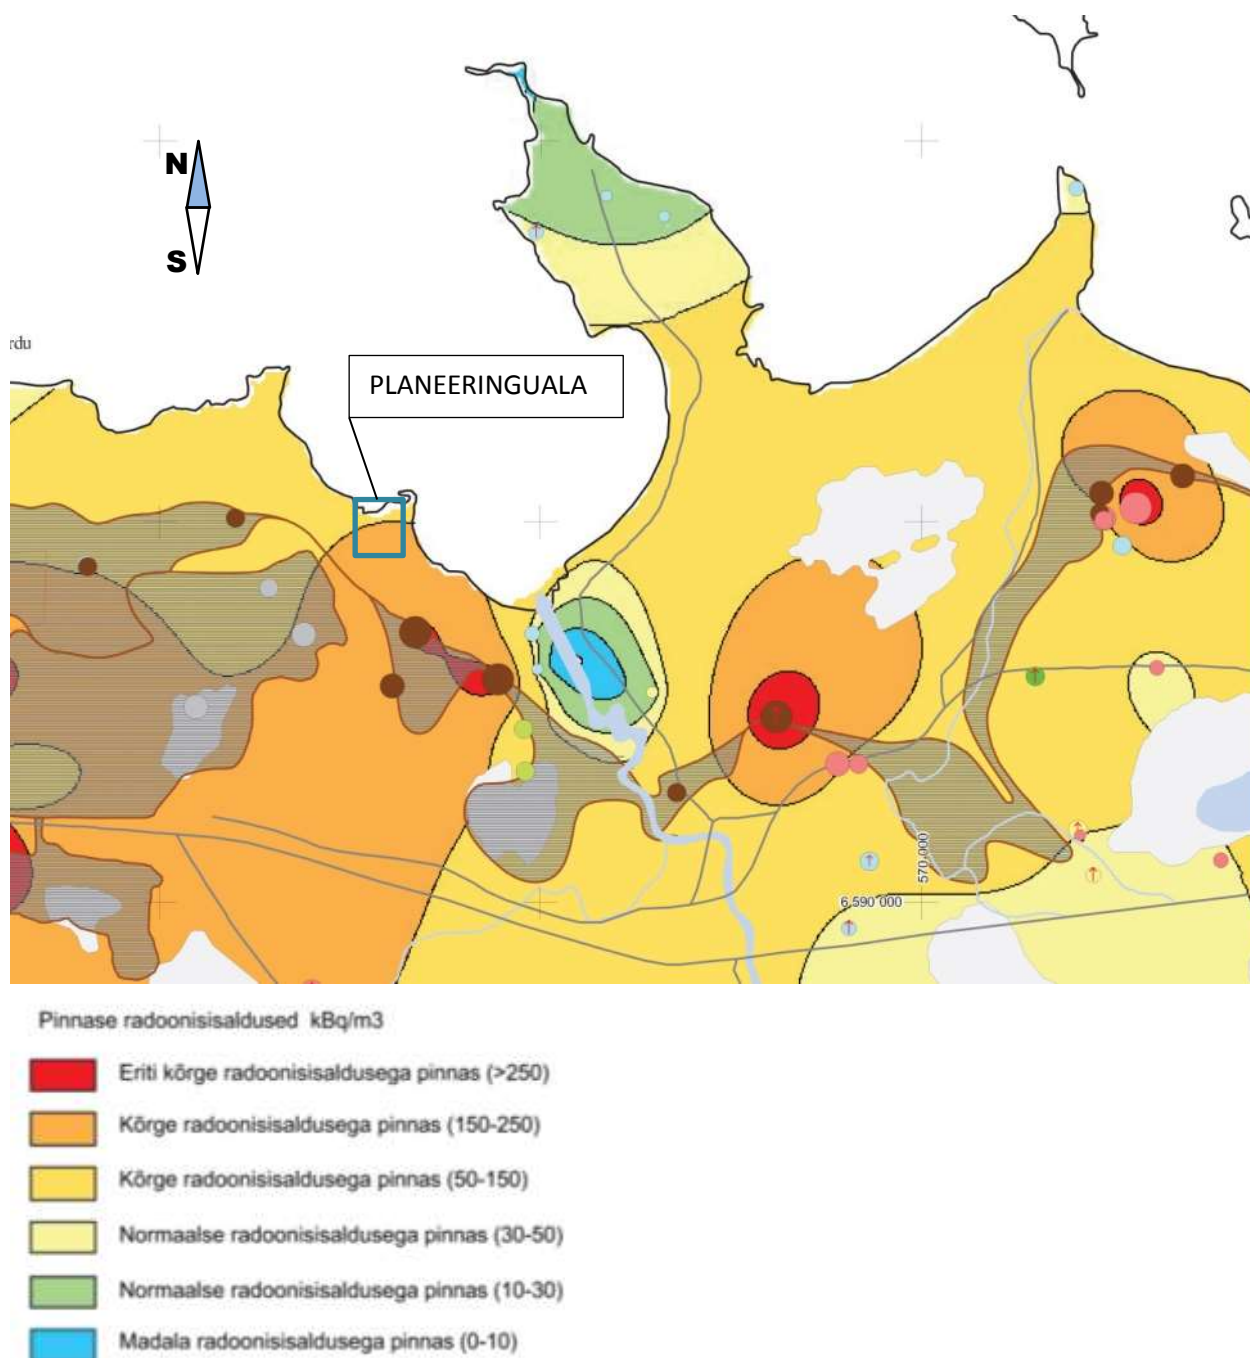 N
S
rdu
PLANEERINGUALA
570 000
6 590 000
Pinnase radoonisisaldused kBq/m3
Eriti kõrge radoonisisaldusega pinnas (>250)
Kõrge radoonisisaldusega pinnas (150-250)
Kõrge radoonisisaldusega pinnas (50-150)
Normaalse radoonisisaldusega pinnas (30-50)
Normaalse radoonisisaldusega pinnas (10-30)
Madala radoonisisaldusega pinnas (0-10)